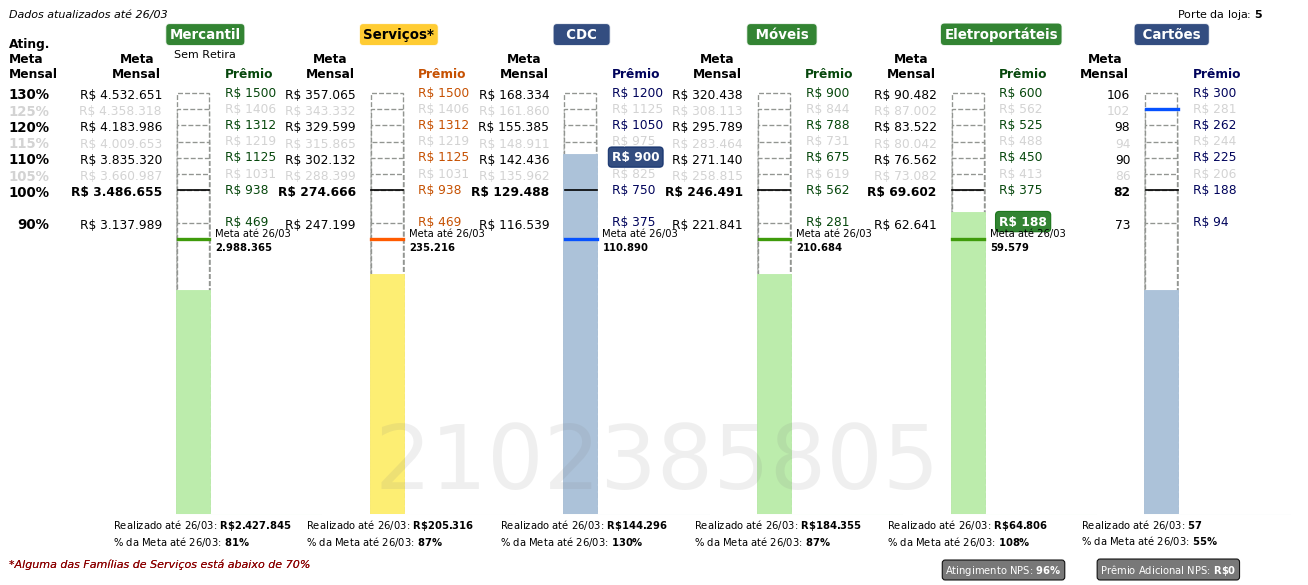 Dados atualizados até 26/03
Porte da loja: 5
Mercantil Serviços* CDC Móveis Eletroportáteis Cartões
Sem Retira
Ating. Meta Mensal
Meta Mensal Prêmio Meta Mensal Prêmio Meta Mensal Prêmio Meta Mensal Prêmio Meta Mensal Prêmio Meta Mensal Prêmio
130% R$ 4.532.651 R$ 1500 R$ 357.065 R$ 1500 R$ 168.334 R$ 1200 R$ 320.438 R$ 900 R$ 90.482 R$ 600 106 R$ 300
125% R$ 4.358.318 R$ 1406 R$ 343.332 R$ 1406 R$ 161.860 R$ 1125 R$ 308.113 R$ 844 R$ 87.002 R$ 562 102 R$ 281
120% R$ 4.183.986 R$ 1312 R$ 329.599 R$ 1312 R$ 155.385 R$ 1050 R$ 295.789 R$ 788 R$ 83.522 R$ 525 98 R$ 262
115% R$ 4.009.653 R$ 1219 R$ 315.865 R$ 1219 R$ 148.911 R$ 975 R$ 283.464 R$ 731 R$ 80.042 R$ 488 94 R$ 244
110% R$ 3.835.320 R$ 1125 R$ 302.132 R$ 1125 R$ 142.436 R$ 900 R$ 271.140 R$ 675 R$ 76.562 R$ 450 90 R$ 225
105% R$ 3.660.987 R$ 1031 R$ 288.399 R$ 1031 R$ 135.962 R$ 825 R$ 258.815 R$ 619 R$ 73.082 R$ 413 86 R$ 206
100% R$ 3.486.655 R$ 938 R$ 274.666 R$ 938 R$ 129.488 R$ 750 R$ 246.491 R$ 562 R$ 69.602 R$ 375 82 R$ 188
90% R$ 3.137.989 R$ 469 R$ 247.199 R$ 469 R$ 116.539 R$ 375 R$ 221.841 R$ 281 R$ 62.641 R$ 188 73 R$ 94
Meta até 26/03 Meta até 26/03 Meta até 26/03 Meta até 26/03 Meta até 26/03
2.988.365 235.216 110.890 210.684 59.579
2102385805
Realizado até 26/03: R$2.427.845 Realizado até 26/03: R$205.316 Realizado até 26/03: R$144.296 Realizado até 26/03: R$184.355 Realizado até 26/03: R$64.806 Realizado até 26/03: 57
% da Meta até 26/03: 81% % da Meta até 26/03: 87% % da Meta até 26/03: 130% % da Meta até 26/03: 87% % da Meta até 26/03: 108% % da Meta até 26/03: 55%
*Alguma das Famílias de Serviços está abaixo de 70%
Atingimento NPS: 96% Prêmio Adicional NPS: R$0